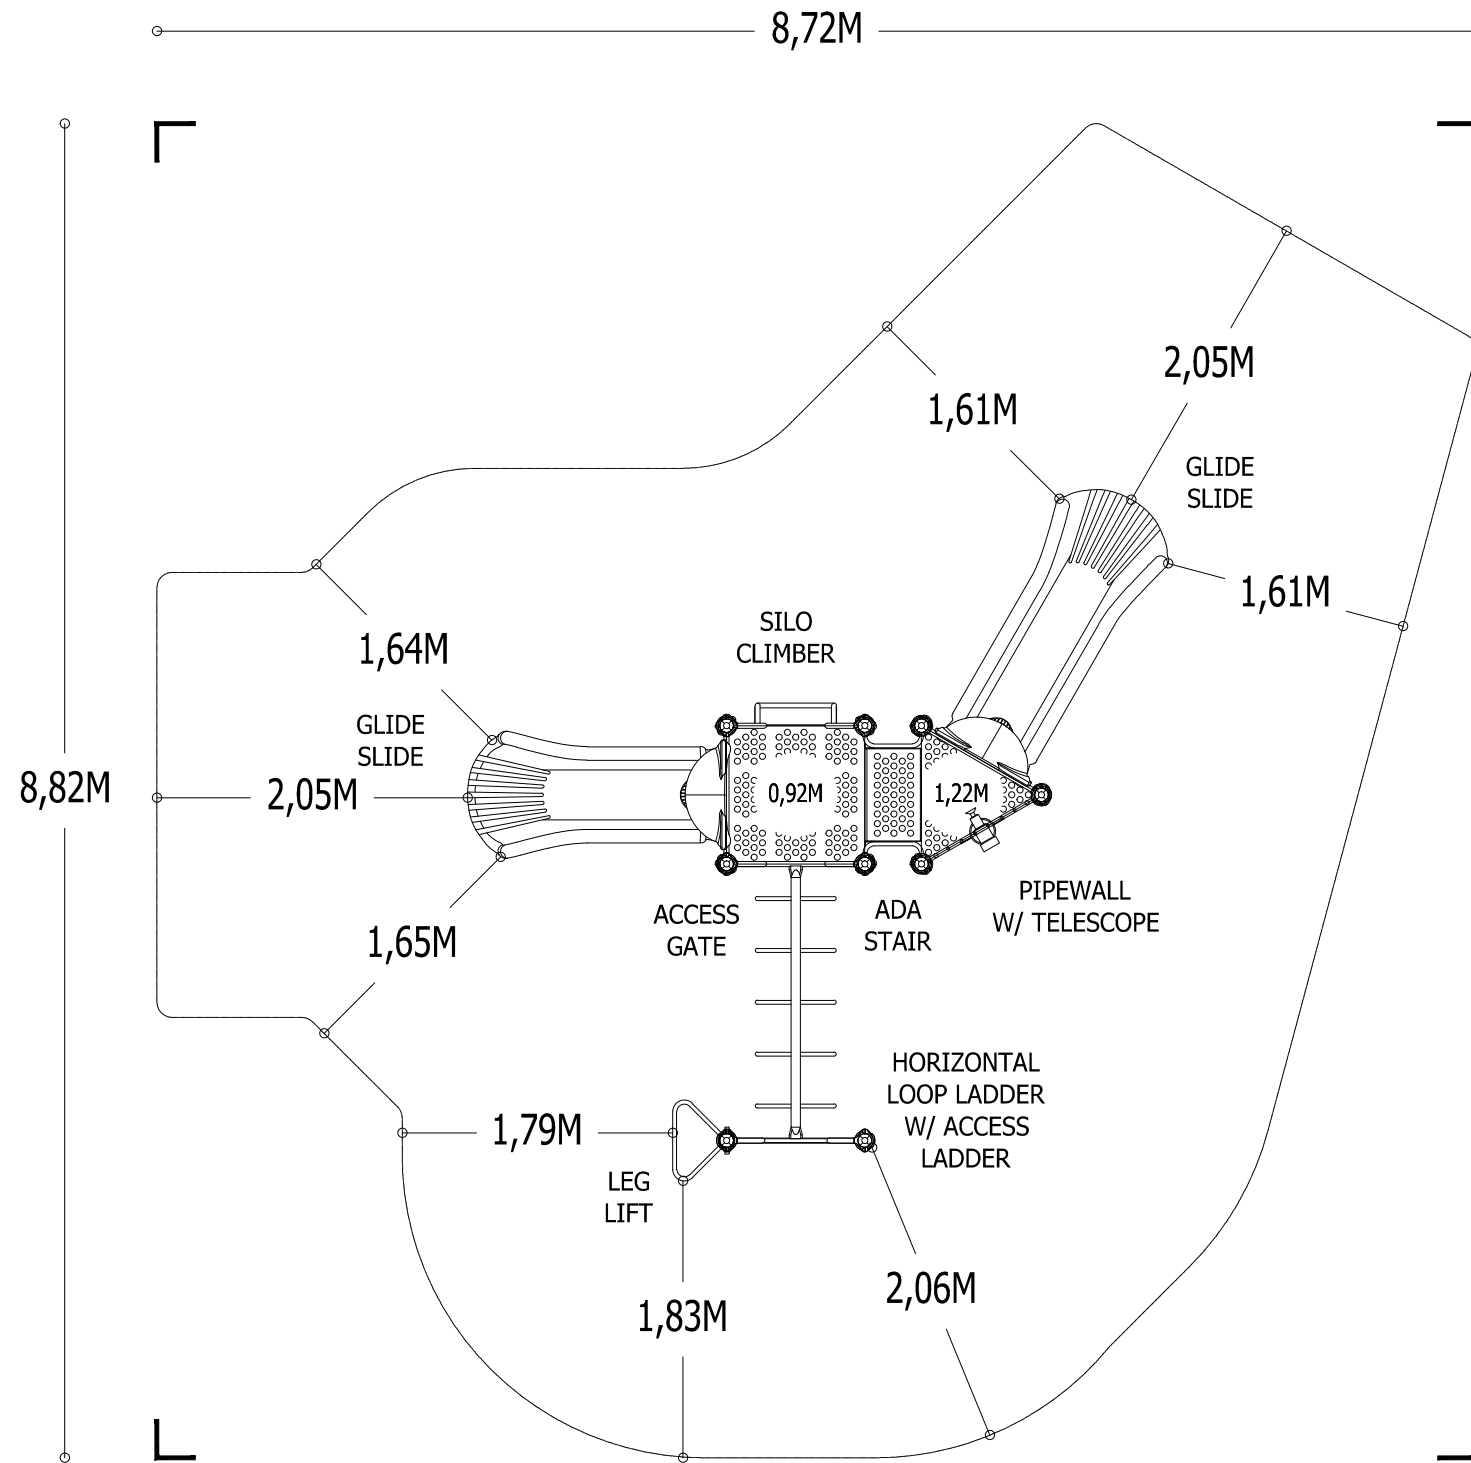 8,72M
2,05M
1,61M
GLIDE
SLIDE
1,61M
SILO
CLIMBER
1,64M
GLIDE
SLIDE
8,82M
2,05M
0,92M
1,22M
PIPEWALL
W/ TELESCOPE
ACCESS
GATE
ADA
STAIR
1,65M
HORIZONTAL
LOOP LADDER
W/ ACCESS
LADDER
1,79M
LEG
LIFT
2,06M
1,83M